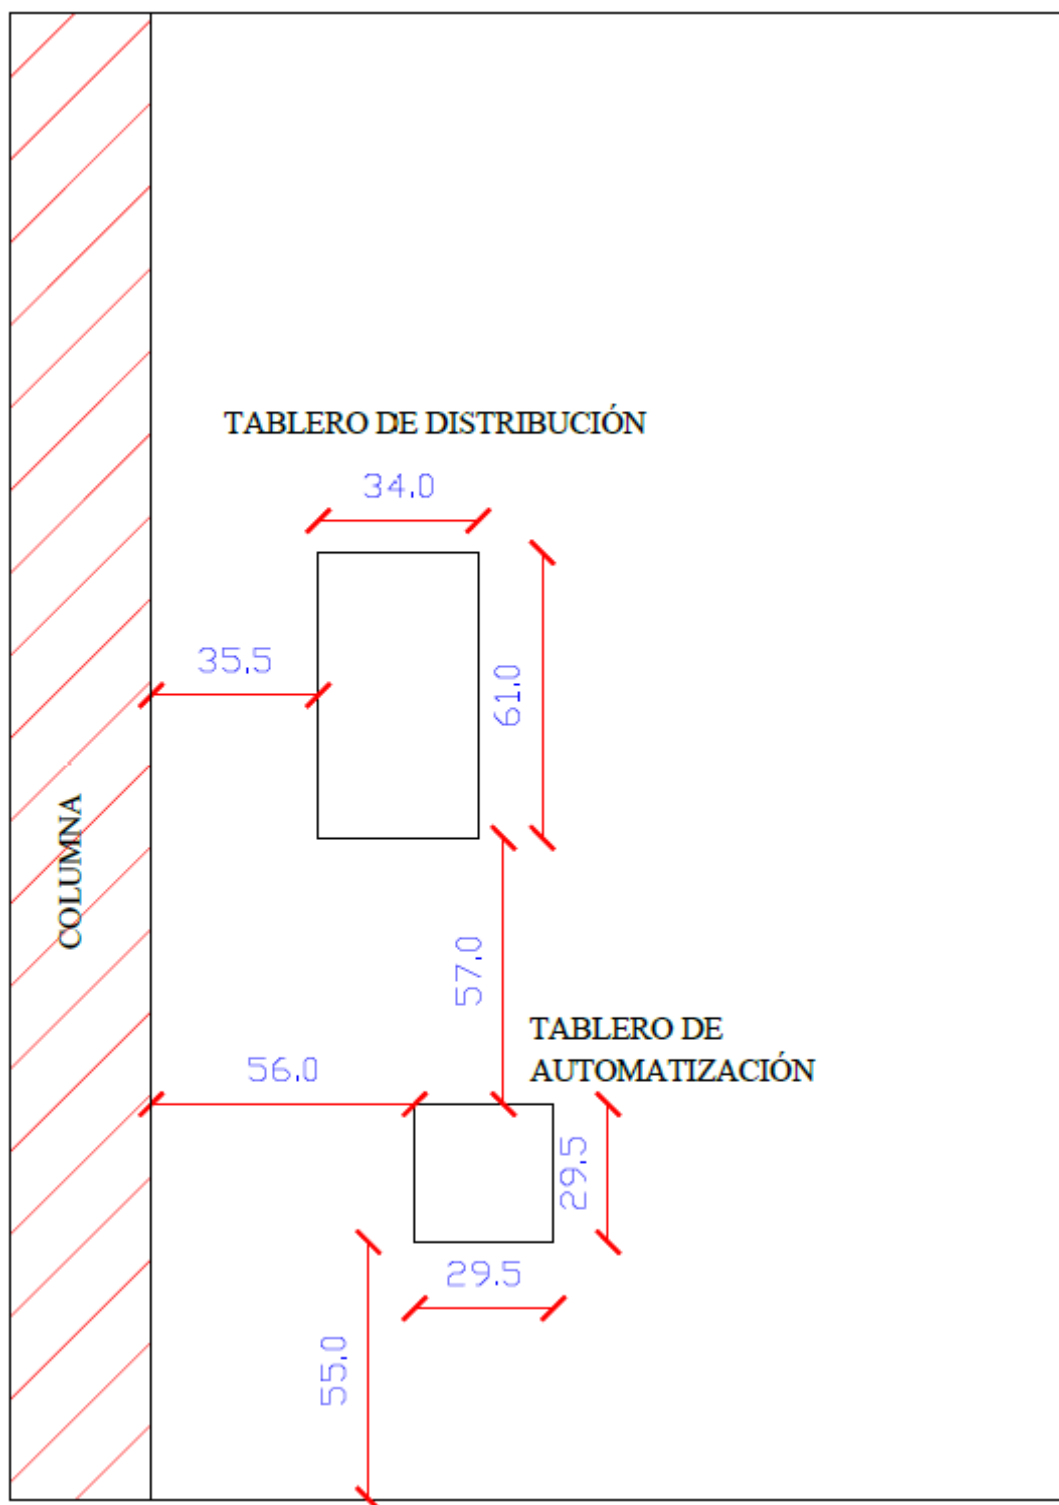 TABLERO DE DISTRIBUCIÓN
34.0
35.5
61.0
COLUMNA
57.0
TABLERO DE
AUTOMATIZACIÓN
56.0
29.5
29.5
55.0